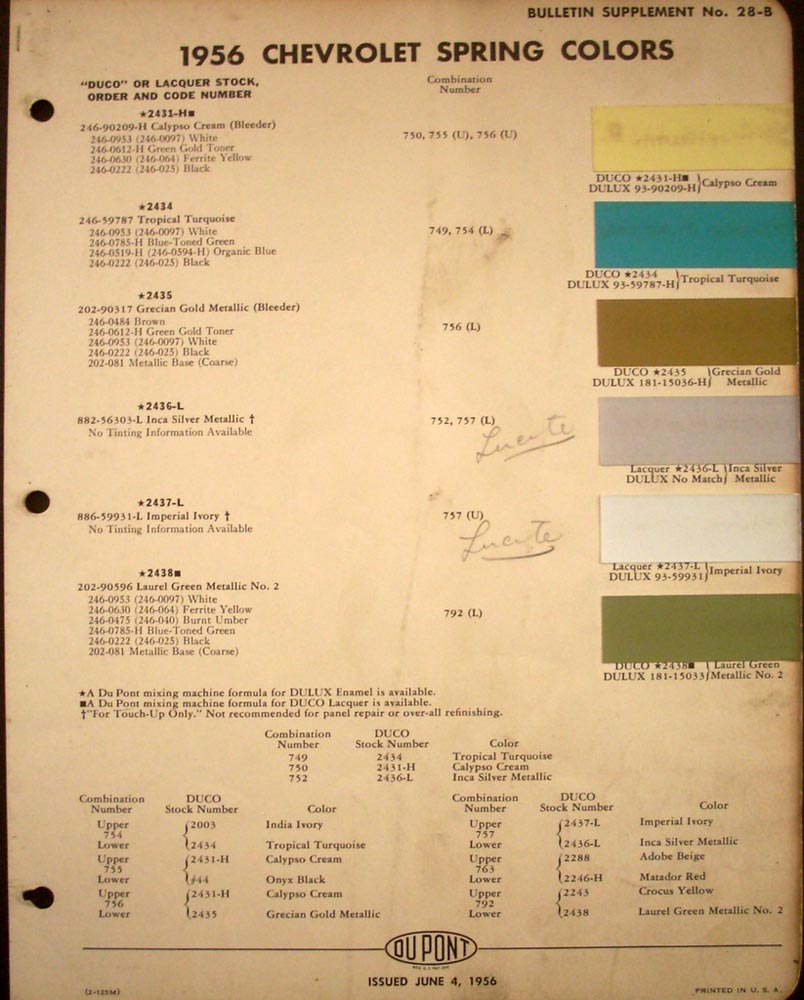 BULLETIN SUPPLEMENT No. 28-B
1956 CHEVROLET SPRING COLORS
"DUCO" OR LACQUER STOCK,
ORDER AND CODE NUMBER
Combination
Number
★2431-H■
246-90209-H Calypso Cream (Bleeder)
246-0953 (246-0097) White
246-0612-H Green Gold Toner
246-0630 (246-064) Ferrite Yellow
246-0222 (246-025) Black
750, 755 (U), 756 (U)
DUCO ★2431-H■
DULUX 93-90209-H
Calypso Cream
★2434
246-59787 Tropical Turquoise
246-0953 (246-0097) White
246-0785-H Blue-Toned Green
246-0519-H (246-0594-H) Organic Blue
246-0222 (246-025) Black
749, 754 (L)
DUCO ★2434
DULUX 93-59787-H
Tropical Turquoise
★2435
202-90317 Grecian Gold Metallic (Bleeder)
246-0484 Brown
246-0612-H Green Gold Toner
246-0953 (246-0097) White
246-0222 (246-025) Black
202-081 Metallic Base (Coarse)
756 (L)
DUCO ★2435
DULUX 181-15036-H
Grecian Gold
Metallic
★2436-L
882-56303-L Inca Silver Metallic †
No Tinting Information Available
752, 757 (L)
Lucite
Lacquer ★2436-L
DULUX No Match
Inca Silver
Metallic
★2437-L
886-59931-L Imperial Ivory †
No Tinting Information Available
757 (U)
Lucite
Lacquer ★2437-L
DULUX 93-59931
Imperial Ivory
★2438■
202-90596 Laurel Green Metallic No. 2
246-0953 (246-0097) White
246-0630 (246-064) Ferrite Yellow
246-0475 (246-040) Burnt Umber
246-0785-H Blue-Toned Green
246-0222 (246-025) Black
202-081 Metallic Base (Coarse)
792 (L)
DUCO ★2438■
DULUX 181-15033
Laurel Green
Metallic No. 2
★A Du Pont mixing machine formula for DULUX Enamel is available.
■A Du Pont mixing machine formula for DUCO Lacquer is available.
†"For Touch-Up Only." Not recommended for panel repair or over-all refinishing.
Combination DUCO
Number Stock Number Color
749 2434 Tropical Turquoise
750 2431-H Calypso Cream
752 2436-L Inca Silver Metallic
Combination DUCO
Number Stock Number Color
Upper 2003 India Ivory
754
Lower 2434 Tropical Turquoise
Upper 2431-H Calypso Cream
755
Lower #44 Onyx Black
Upper 2431-H Calypso Cream
756
Lower 2435 Grecian Gold Metallic
Combination DUCO
Number Stock Number Color
Upper 2437-L Imperial Ivory
757
Lower 2436-L Inca Silver Metallic
Upper 2288 Adobe Beige
763
Lower 2246-H Matador Red
Upper 2243 Crocus Yellow
792
Lower 2438 Laurel Green Metallic No. 2
DU PONT
REG. U.S. PAT. OFF.
ISSUED JUNE 4, 1956
(2-125M)
PRINTED IN U. S. A.